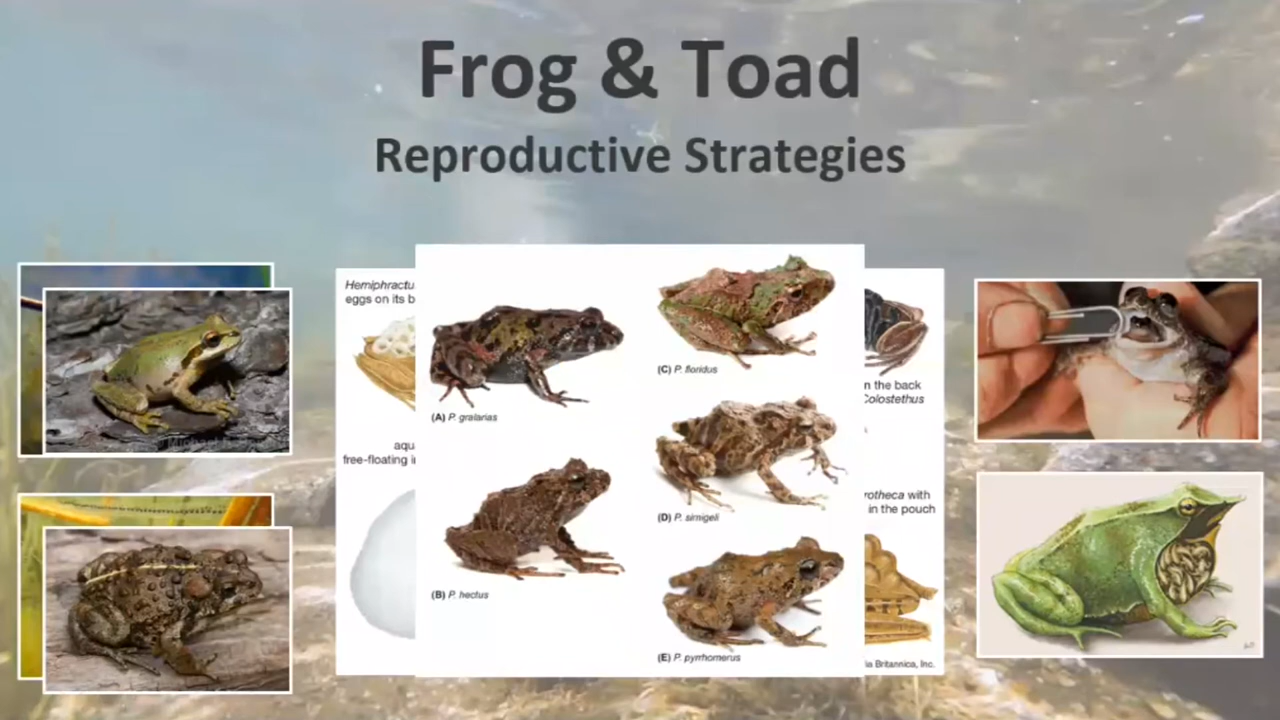 Frog & Toad
Reproductive Strategies
Hemiphractu
eggs on its b
aqu
free-floating i
(A) P. gralarias
(B) P. hectus
(C) P. floridus
(D) P. simigeli
(E) P. pyrrhomerus
n the back
Colostethus
rotheca with
in the pouch
ia Britannica, Inc.